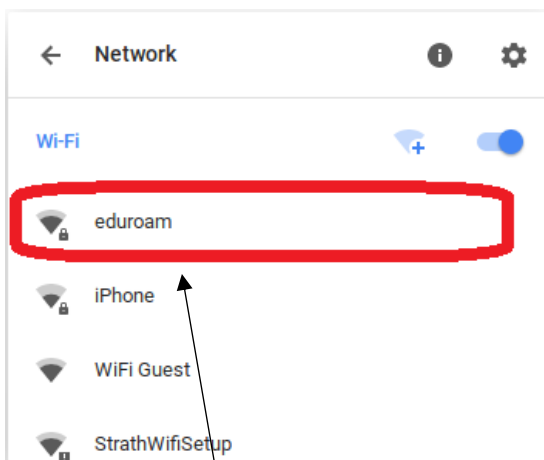 Network
Wi-Fi
eduroam
iPhone
WiFi Guest
StrathWifiSetup